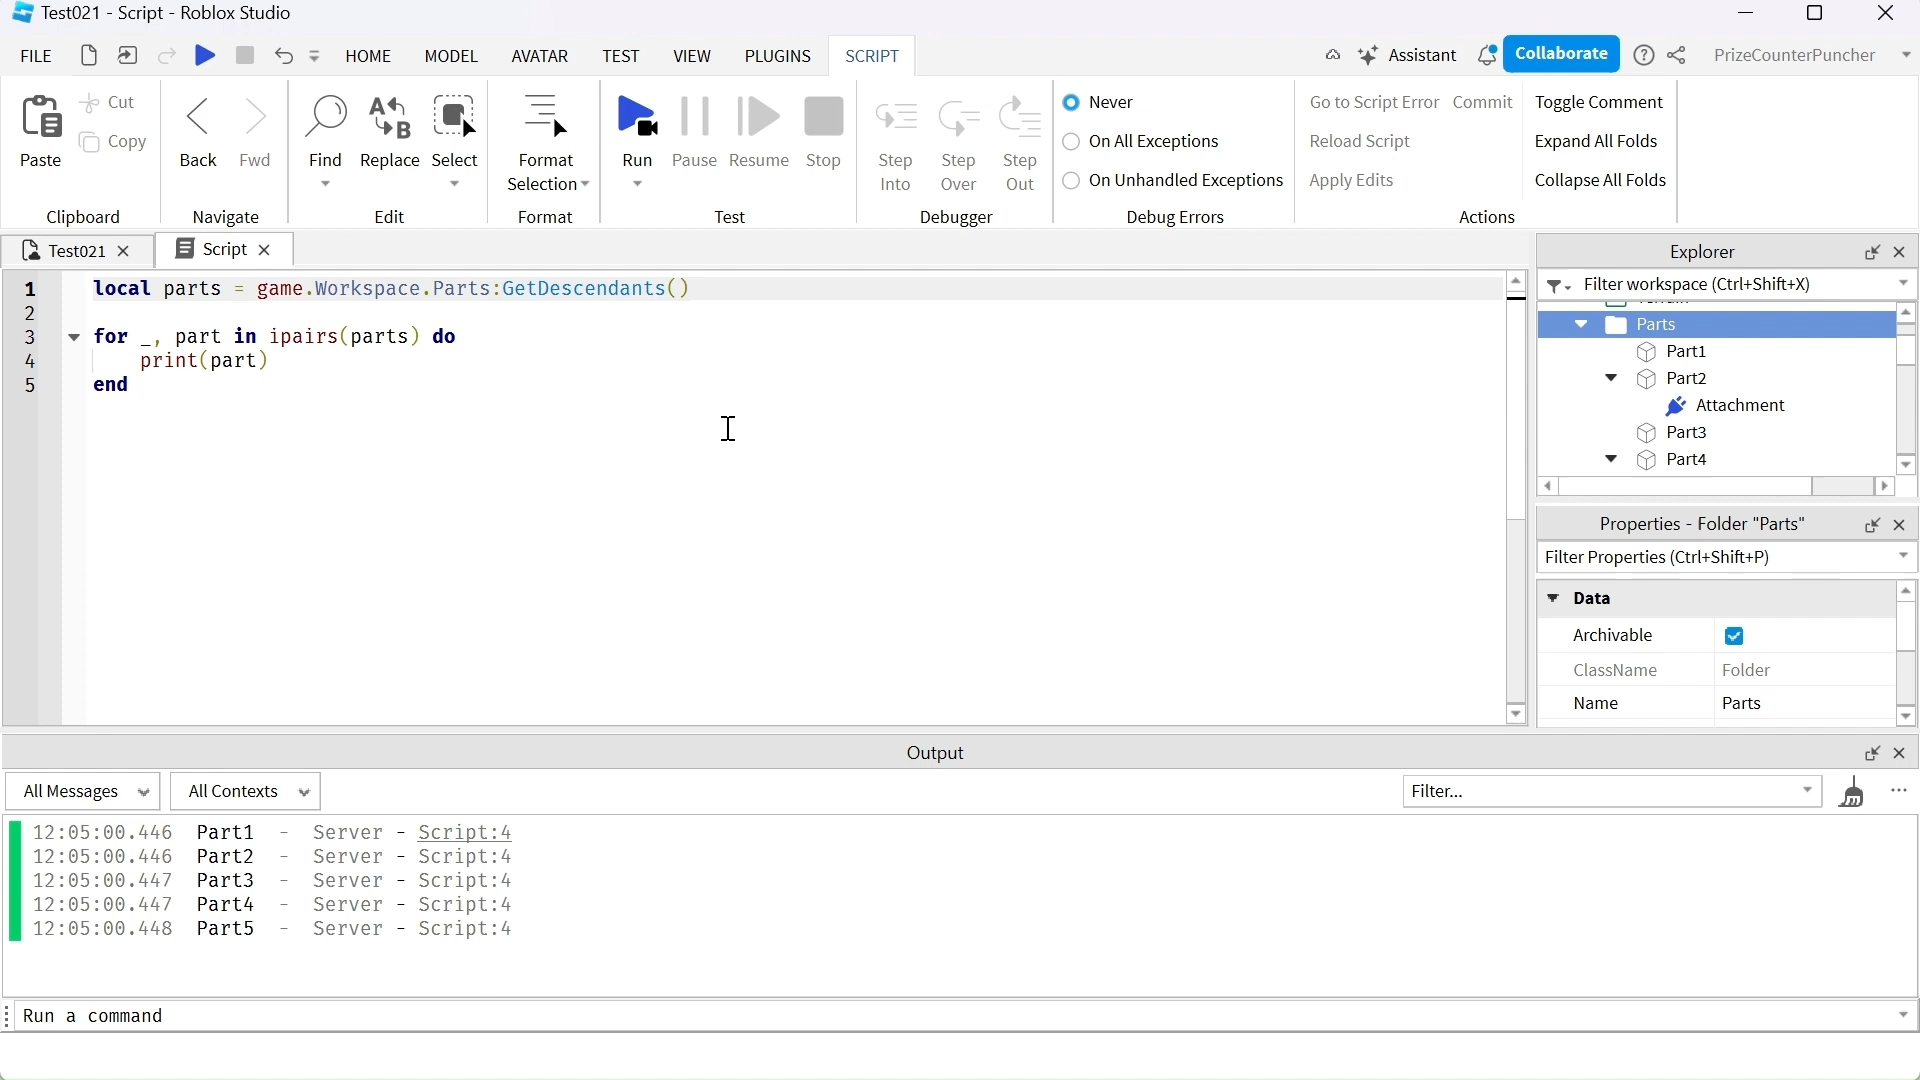 Test021 - Script - Roblox Studio
FILE HOME MODEL AVATAR TEST VIEW PLUGINS SCRIPT Assistant Collaborate PrizeCounterPuncher
Paste Cut Copy
Clipboard
Back Fwd
Navigate
Find Replace Select
Edit
Format Selection
Format
Run Pause Resume Stop
Test
Step Into Step Over Step Out
Debugger
Never
On All Exceptions
On Unhandled Exceptions
Debug Errors
Go to Script Error Commit Toggle Comment
Reload Script Expand All Folds
Apply Edits Collapse All Folds
Actions
Test021 Script
1 local parts = game.Workspace.Parts:GetDescendants()
2
3 for _, part in ipairs(parts) do
4 print(part)
5 end
Explorer
Filter workspace (Ctrl+Shift+X)
Parts
Part1
Part2
Attachment
Part3
Part4
Properties - Folder "Parts"
Filter Properties (Ctrl+Shift+P)
Data
Archivable
ClassName Folder
Name Parts
Output
All Messages All Contexts Filter...
12:05:00.446 Part1 - Server - Script:4
12:05:00.446 Part2 - Server - Script:4
12:05:00.447 Part3 - Server - Script:4
12:05:00.447 Part4 - Server - Script:4
12:05:00.448 Part5 - Server - Script:4
Run a command